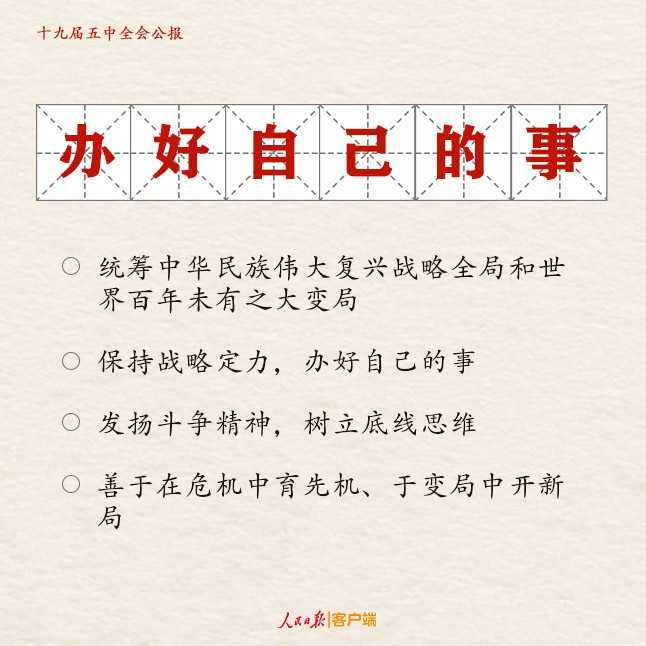 十九届五中全会公报
办好自己的事
○ 统筹中华民族伟大复兴战略全局和世
界百年未有之大变局
○ 保持战略定力，办好自己的事
○ 发扬斗争精神，树立底线思维
○ 善于在危机中育先机、于变局中开新
局
人民日报|客户端